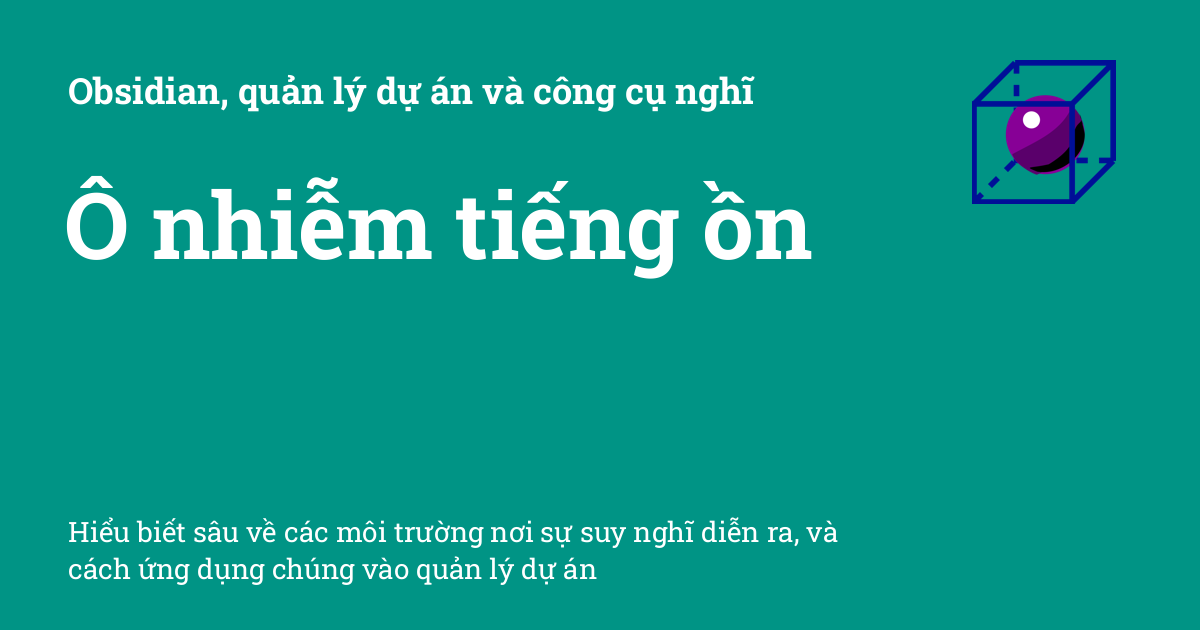 Obsidian, quản lý dự án và công cụ nghĩ
Ô nhiễm tiếng ồn
Hiểu biết sâu về các môi trường nơi sự suy nghĩ diễn ra, và
cách ứng dụng chúng vào quản lý dự án